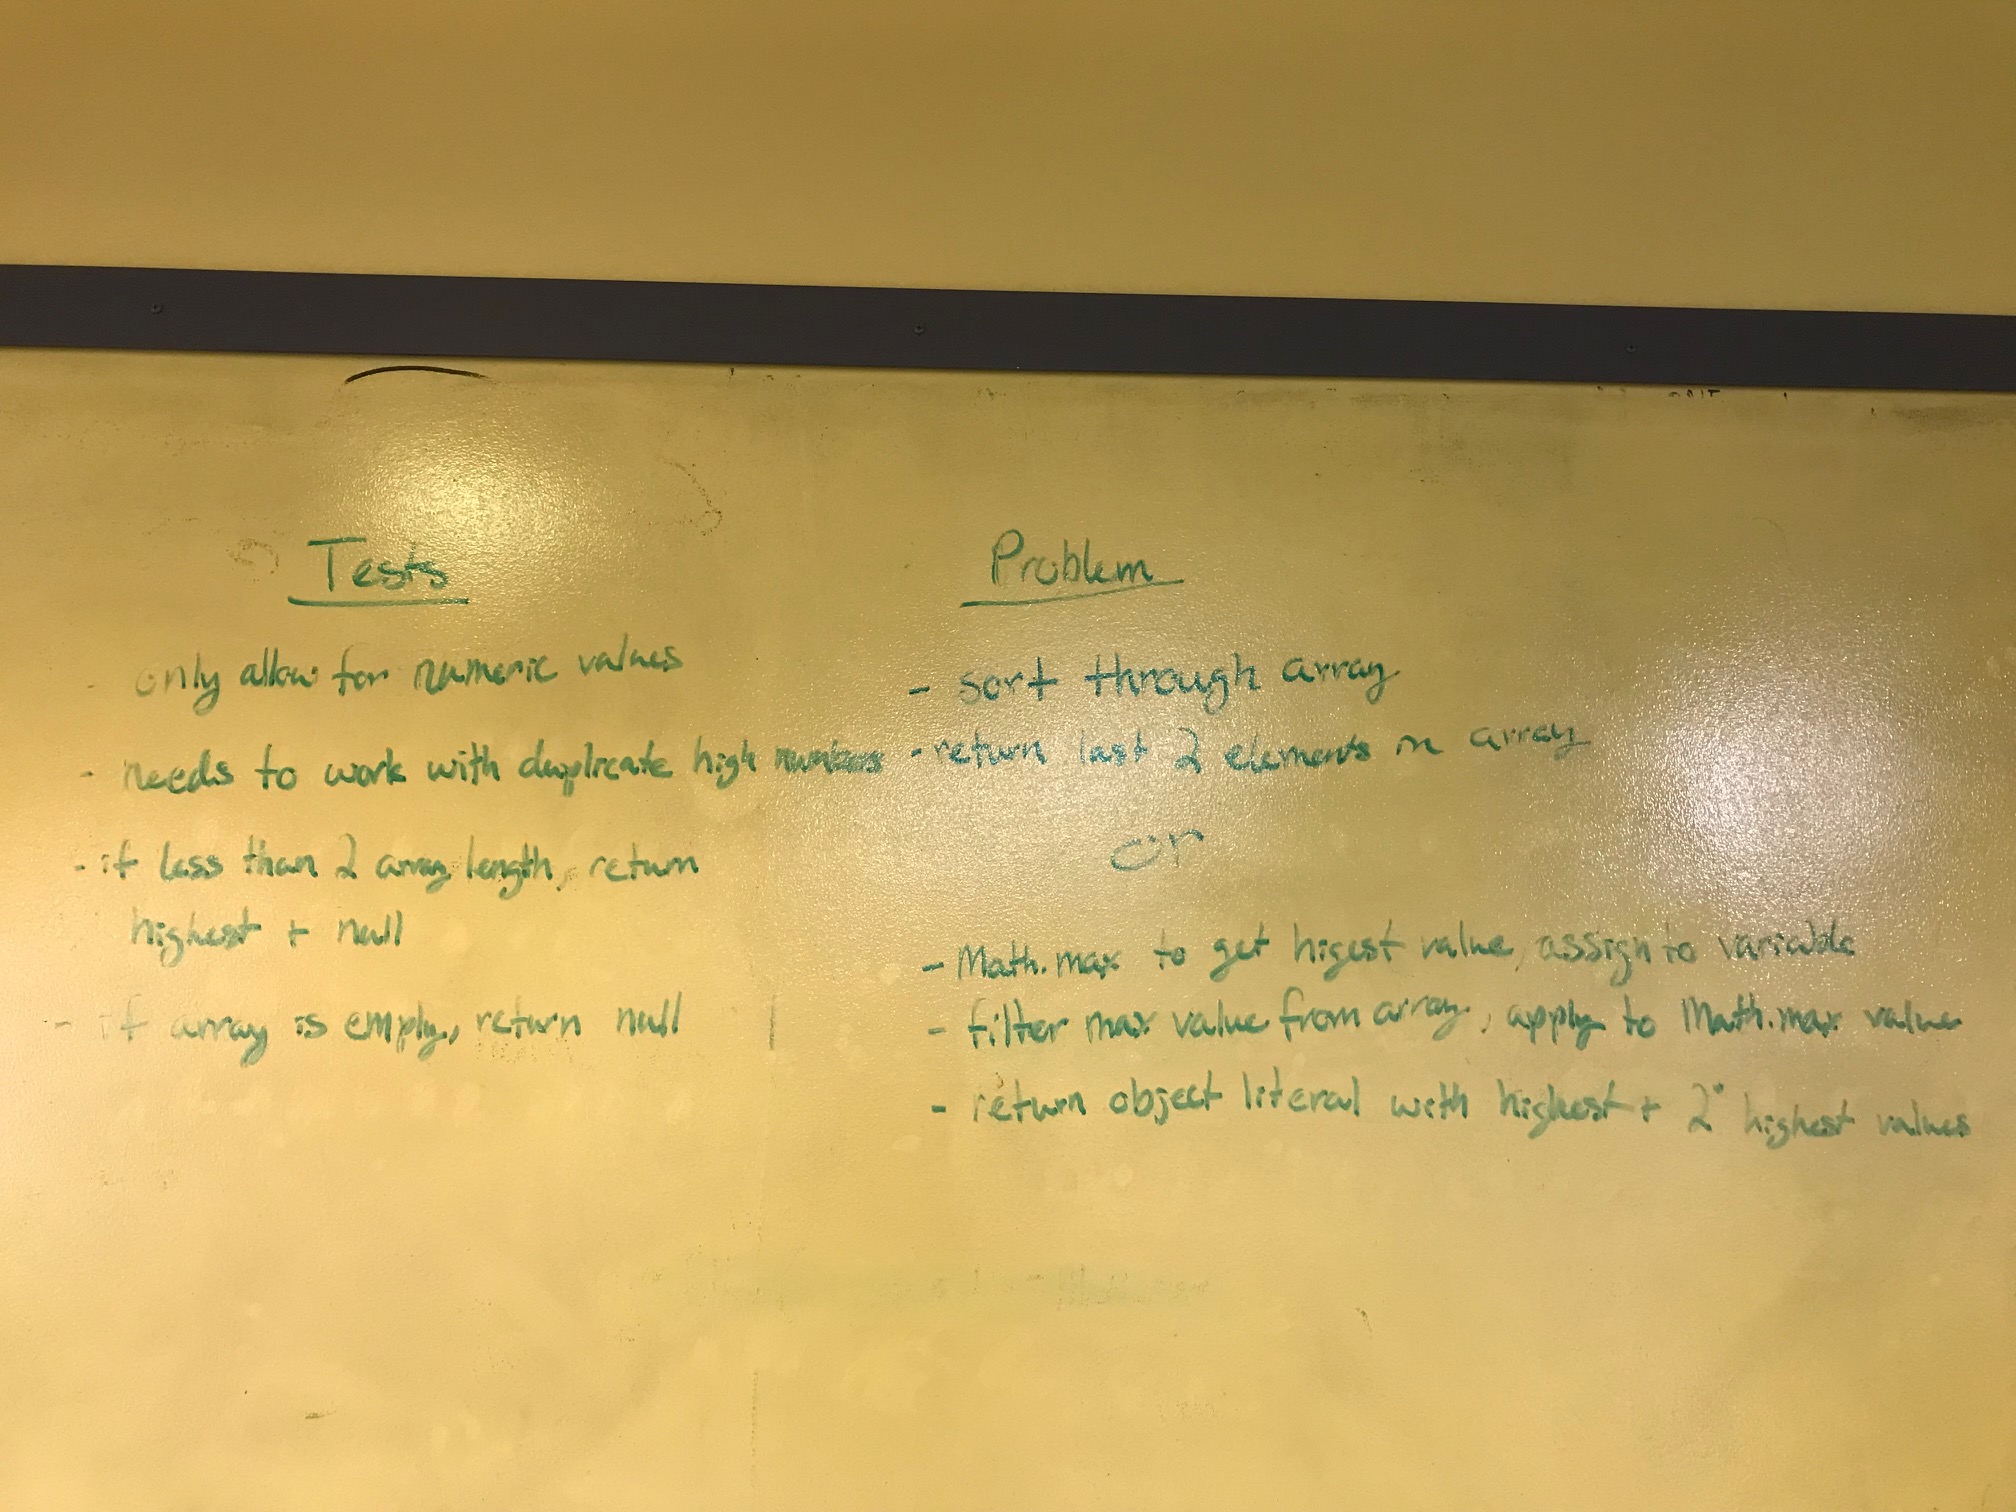 Tests
- only allow for numeric values
- needs to work with duplicate high numbers
- if less than 2 array length, return
highest + null
- if array is empty, return null
Problem
- sort through array
- return last 2 elements in array
or
- Math.max to get higest value, assign to variable
- filter max value from array, apply to Math.max value
- return object literal with highest + 2° highest values